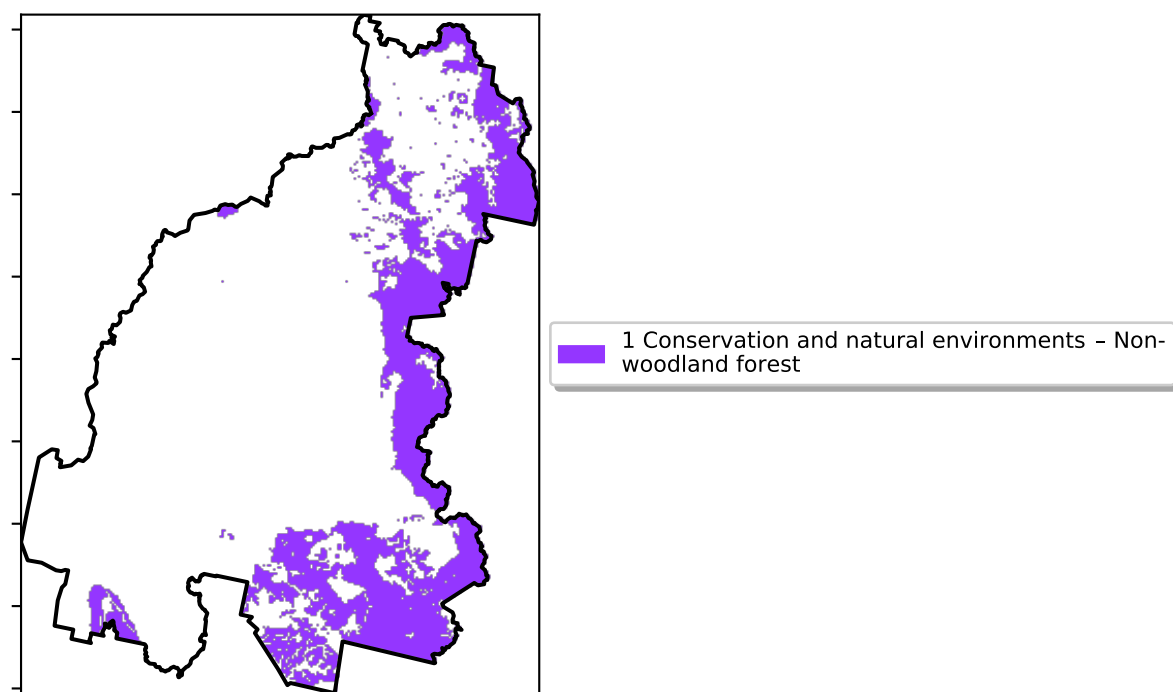 1 Conservation and natural environments – Non-
woodland forest